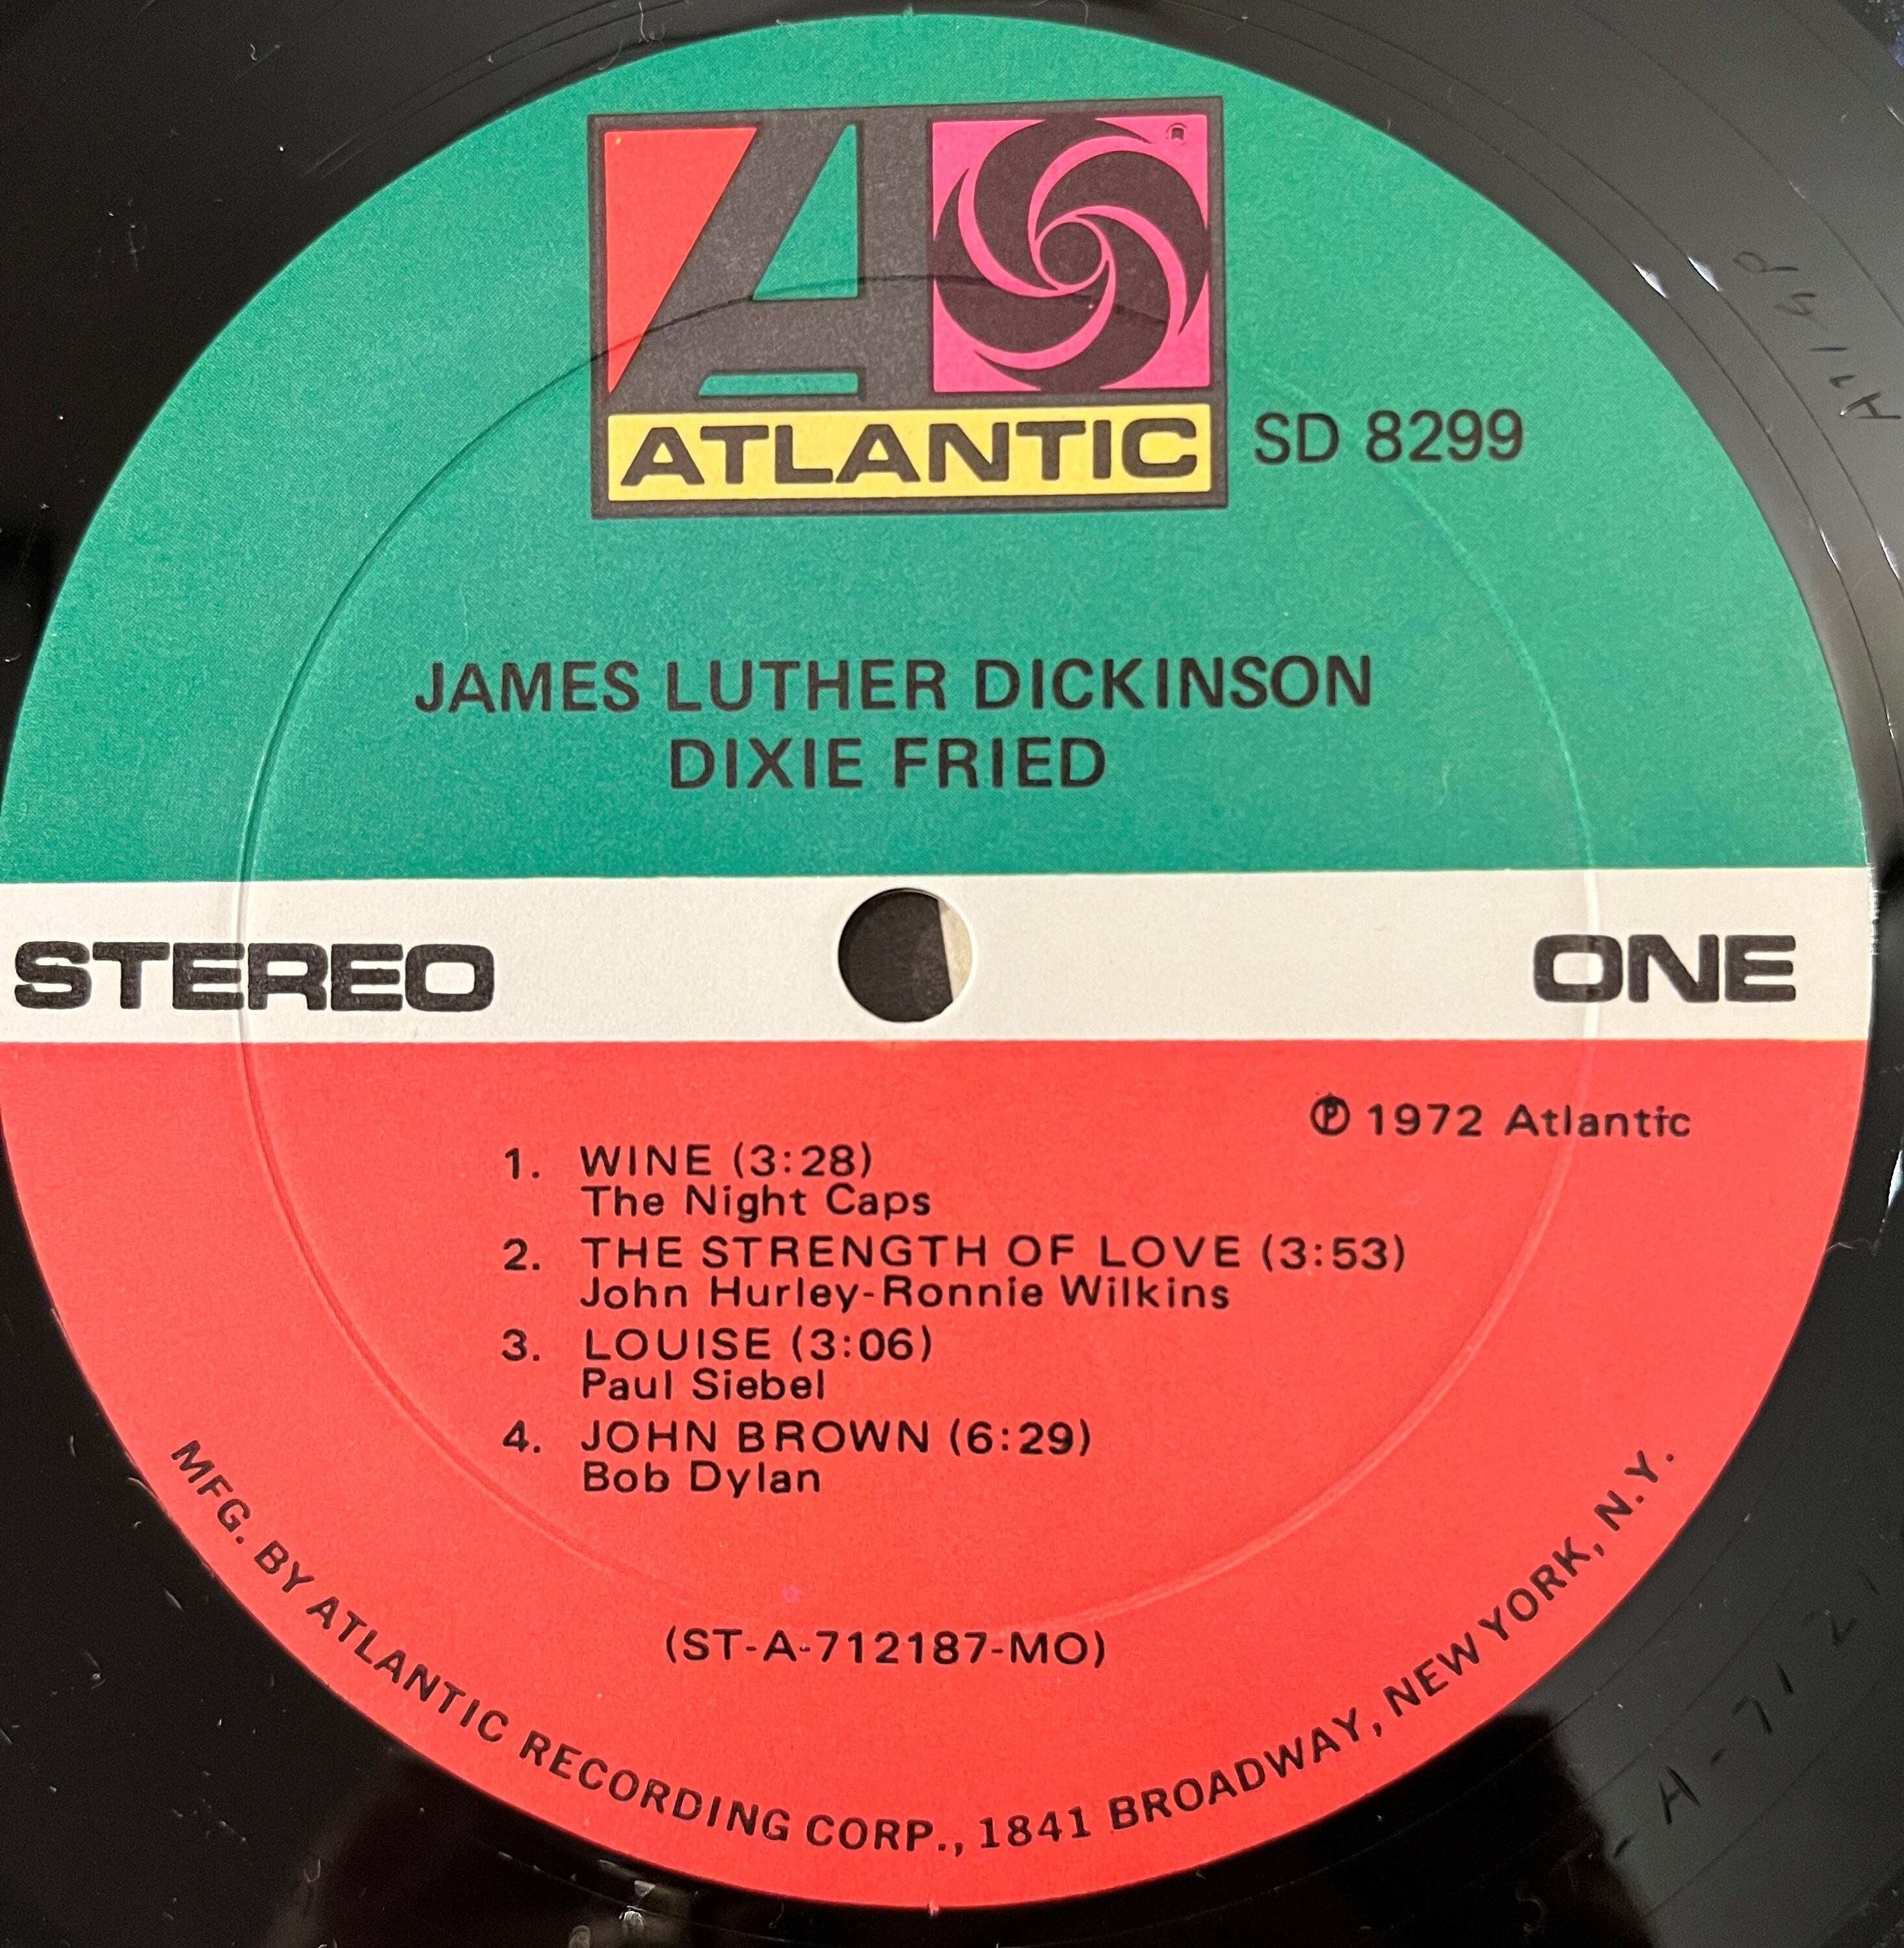 ATLANTIC
SD 8299
JAMES LUTHER DICKINSON
DIXIE FRIED
STEREO
ONE
℗ 1972 Atlantic
1. WINE (3:28)
The Night Caps
2. THE STRENGTH OF LOVE (3:53)
John Hurley-Ronnie Wilkins
3. LOUISE (3:06)
Paul Siebel
4. JOHN BROWN (6:29)
Bob Dylan
(ST-A-712187-MO)
MFG. BY ATLANTIC RECORDING CORP., 1841 BROADWAY, NEW YORK, N.Y.
ST-A-7121